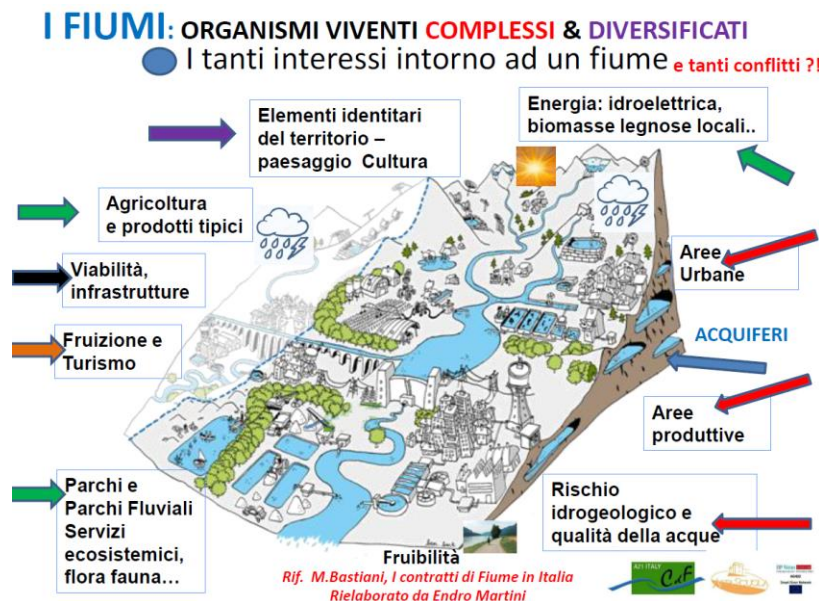 I FIUMI: ORGANISMI VIVENTI COMPLESSI & DIVERSIFICATI
I tanti interessi intorno ad un fiume e tanti conflitti ?!
Elementi identitari
del territorio –
paesaggio Cultura
Energia: idroelettrica,
biomasse legnose locali..
Agricoltura
e prodotti tipici
Viabilità,
infrastrutture
Fruizione e
Turismo
Aree
Urbane
ACQUIFERI
Aree
produttive
Parchi e
Parchi Fluviali
Servizi
ecosistemici,
flora fauna…
Rischio
idrogeologico e
qualità della acque
Fruibilità
Rif. M.Bastiani, I contratti di Fiume in Italia
Rielaborato da Endro Martini
A21 ITALY
CdF